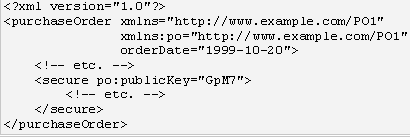 <?xml version="1.0"?>
<purchaseOrder xmlns="http://www.example.com/PO1"
xmlns:po="http://www.example.com/PO1"
orderDate="1999-10-20">
<!-- etc. -->
<secure po:publicKey="GpM7">
<!-- etc. -->
</secure>
</purchaseOrder>